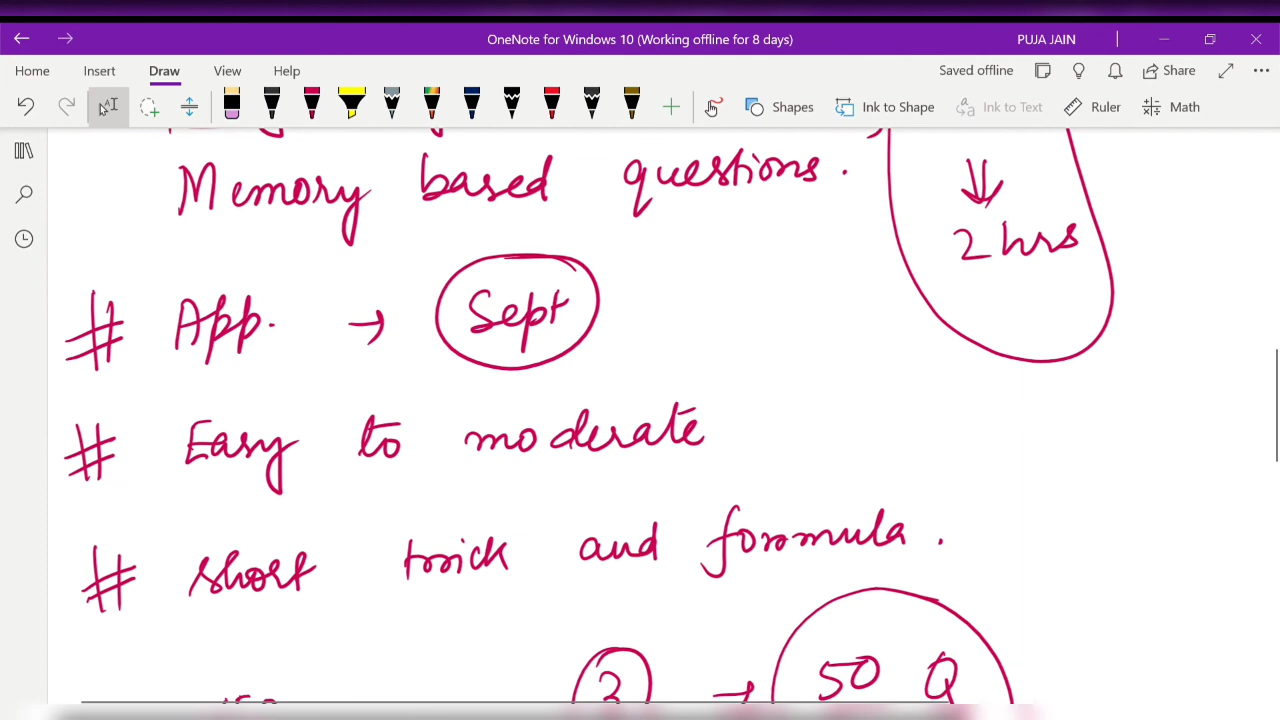 OneNote for Windows 10 (Working offline for 8 days) PUJA JAIN
Home Insert Draw View Help Saved offline Share
Shapes Ink to Shape Ink to Text Ruler Math
Memory based questions.
2 hrs
# App. → Sept
# Easy to moderate
# short trick and formula.
50 Q